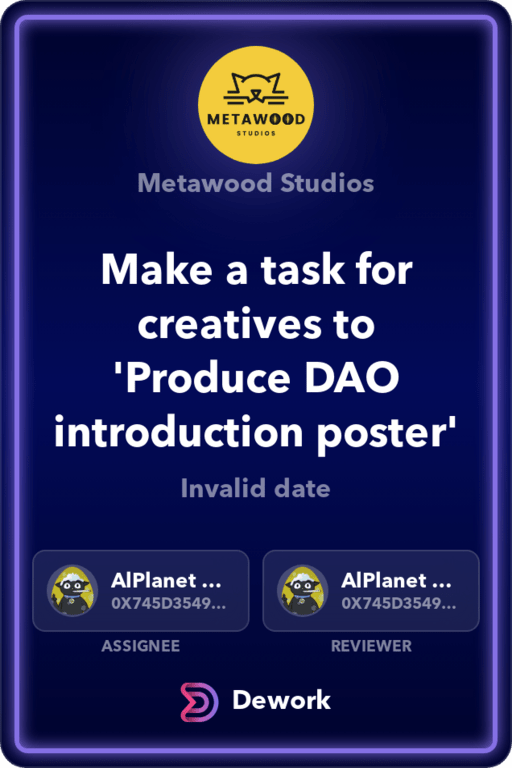 METAWOOD
STUDIOS
Metawood Studios
Make a task for
creatives to
'Produce DAO
introduction poster'
Invalid date
AlPlanet ...
0X745D3549...
AlPlanet ...
0X745D3549...
ASSIGNEE
REVIEWER
Dework